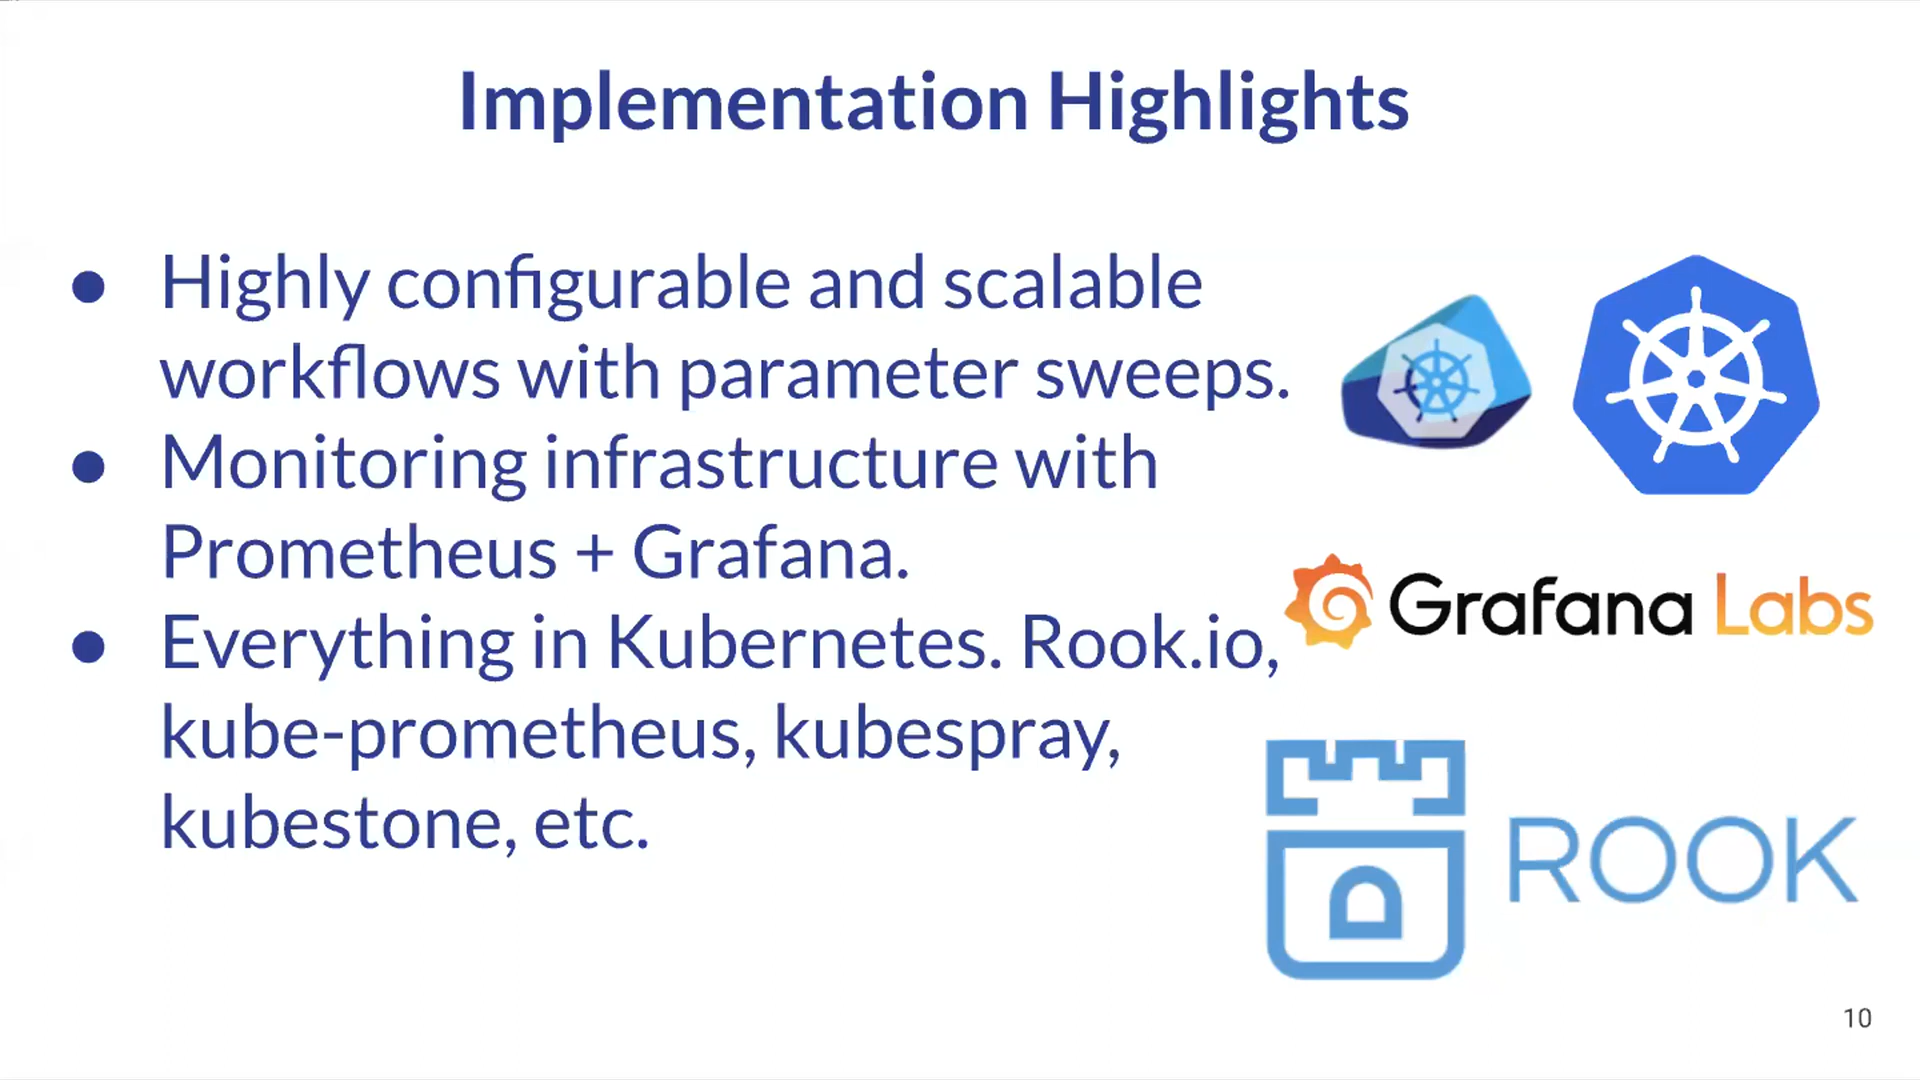 Implementation Highlights
● Highly configurable and scalable
workflows with parameter sweeps.
● Monitoring infrastructure with
Prometheus + Grafana.
● Everything in Kubernetes. Rook.io,
kube-prometheus, kubespray,
kubestone, etc.
Grafana Labs
ROOK
10